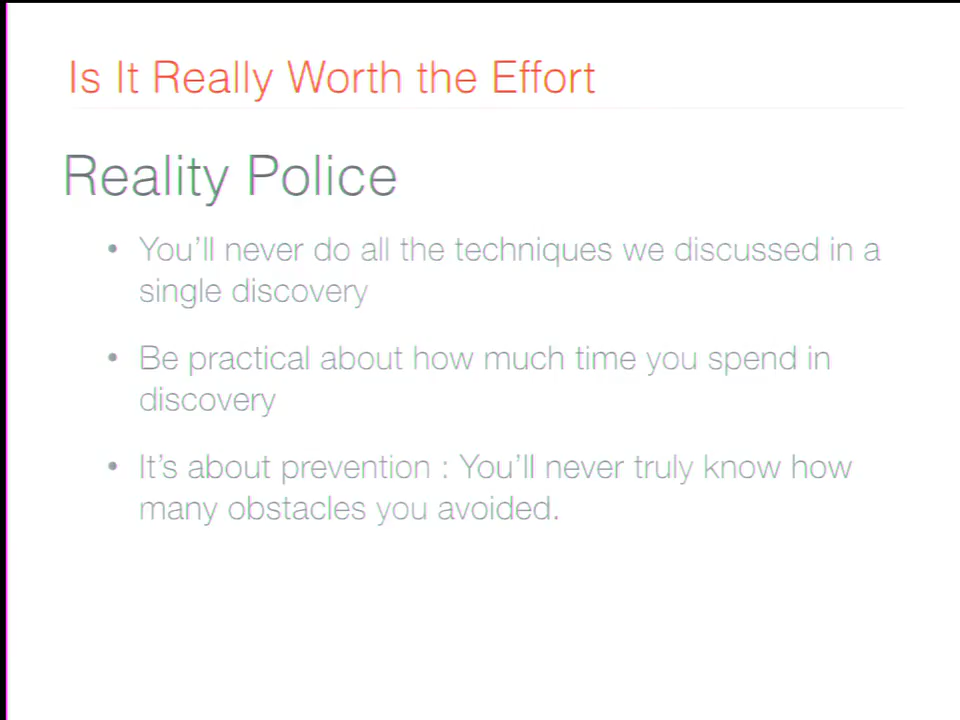 Is It Really Worth the Effort
Reality Police
• You'll never do all the techniques we discussed in a
single discovery
• Be practical about how much time you spend in
discovery
• It's about prevention : You'll never truly know how
many obstacles you avoided.